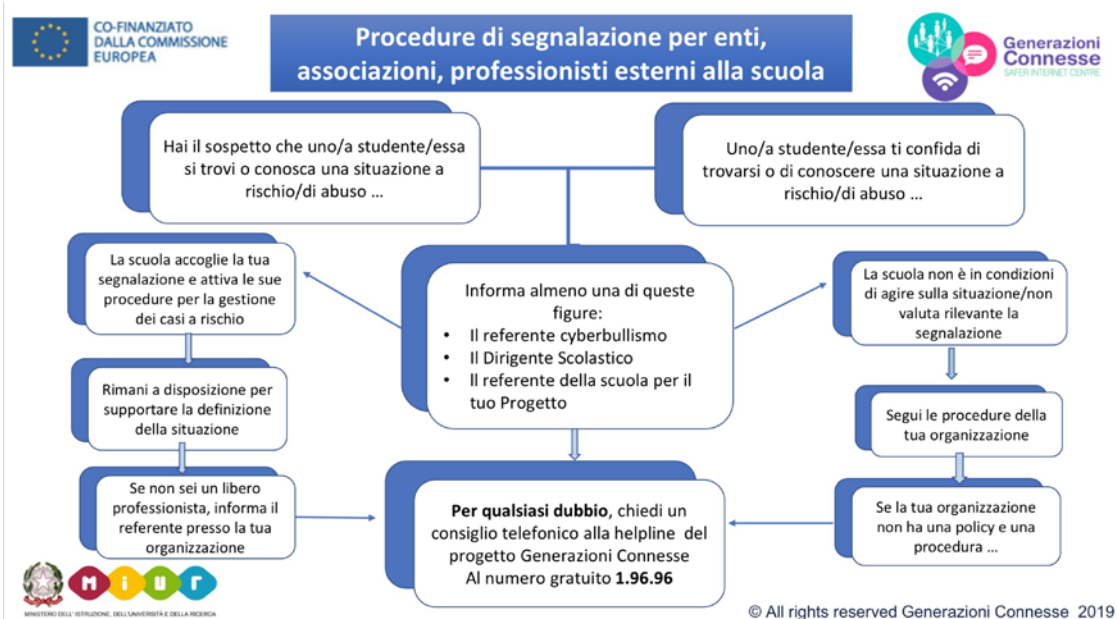 CO-FINANZIATO
DALLA COMMISSIONE
EUROPEA
Procedure di segnalazione per enti,
associazioni, professionisti esterni alla scuola
Generazioni
Connesse
SAFER INTERNET CENTRE
Hai il sospetto che uno/a studente/essa
si trovi o conosca una situazione a
rischio/di abuso ...
Uno/a studente/essa ti confida di
trovarsi o di conoscere una situazione a
rischio/di abuso ...
La scuola accoglie la tua
segnalazione e attiva le sue
procedure per la gestione
dei casi a rischio
Informa almeno una di queste
figure:
• Il referente cyberbullismo
• Il Dirigente Scolastico
• Il referente della scuola per il
tuo Progetto
La scuola non è in condizioni
di agire sulla situazione/non
valuta rilevante la
segnalazione
Rimani a disposizione per
supportare la definizione
della situazione
Segui le procedure della
tua organizzazione
Se non sei un libero
professionista, informa il
referente presso la tua
organizzazione
Per qualsiasi dubbio, chiedi un
consiglio telefonico alla helpline del
progetto Generazioni Connesse
Al numero gratuito 1.96.96
Se la tua organizzazione
non ha una policy e una
procedura ...
MIUR
MINISTERO DELL'ISTRUZIONE, DELL'UNIVERSITÀ E DELLA RICERCA
© All rights reserved Generazioni Connesse 2019